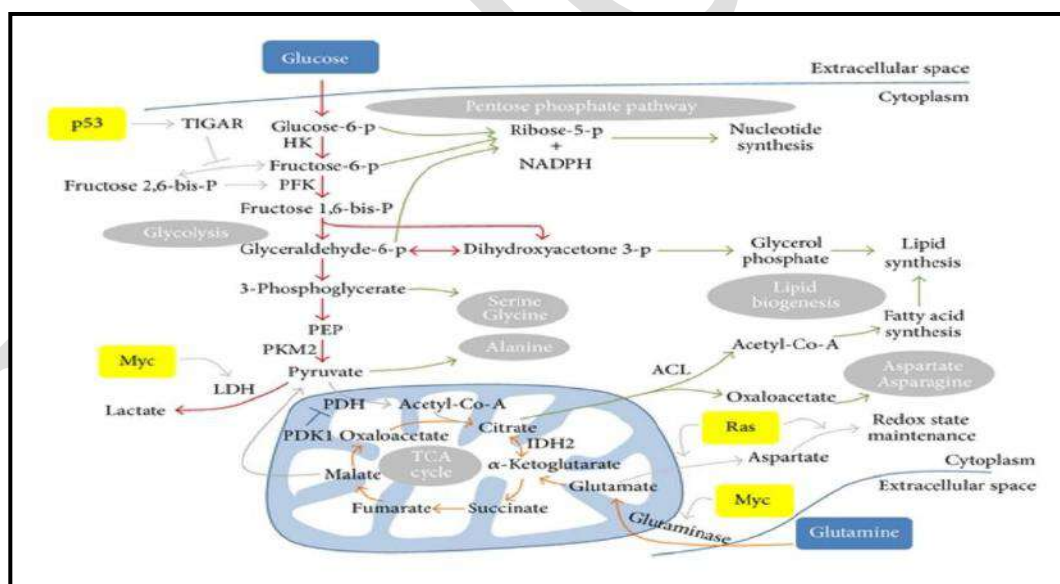 Glucose
Extracellular space
Cytoplasm
Pentose phosphate pathway
p53
TIGAR
Glucose-6-p
HK
Ribose-5-p
+
NADPH
Nucleotide
synthesis
Fructose-6-p
Fructose 2,6-bis-P
PFK
Fructose 1,6-bis-P
Glycolysis
Glyceraldehyde-6-p
Dihydroxyacetone 3-p
Glycerol
phosphate
Lipid
synthesis
3-Phosphoglycerate
Serine
Glycine
Lipid
biogenesis
Fatty acid
synthesis
PEP
PKM2
Alanine
Acetyl-Co-A
Myc
Pyruvate
LDH
ACL
Aspartate
Asparagine
Lactate
PDH
Acetyl-Co-A
Oxaloacetate
Citrate
PDK1
Oxaloacetate
IDH2
Ras
Redox state
maintenance
TCA
cycle
α-Ketoglutarate
Aspartate
Malate
Glutamate
Cytoplasm
Extracellular space
Fumarate
Succinate
Myc
Glutaminase
Glutamine